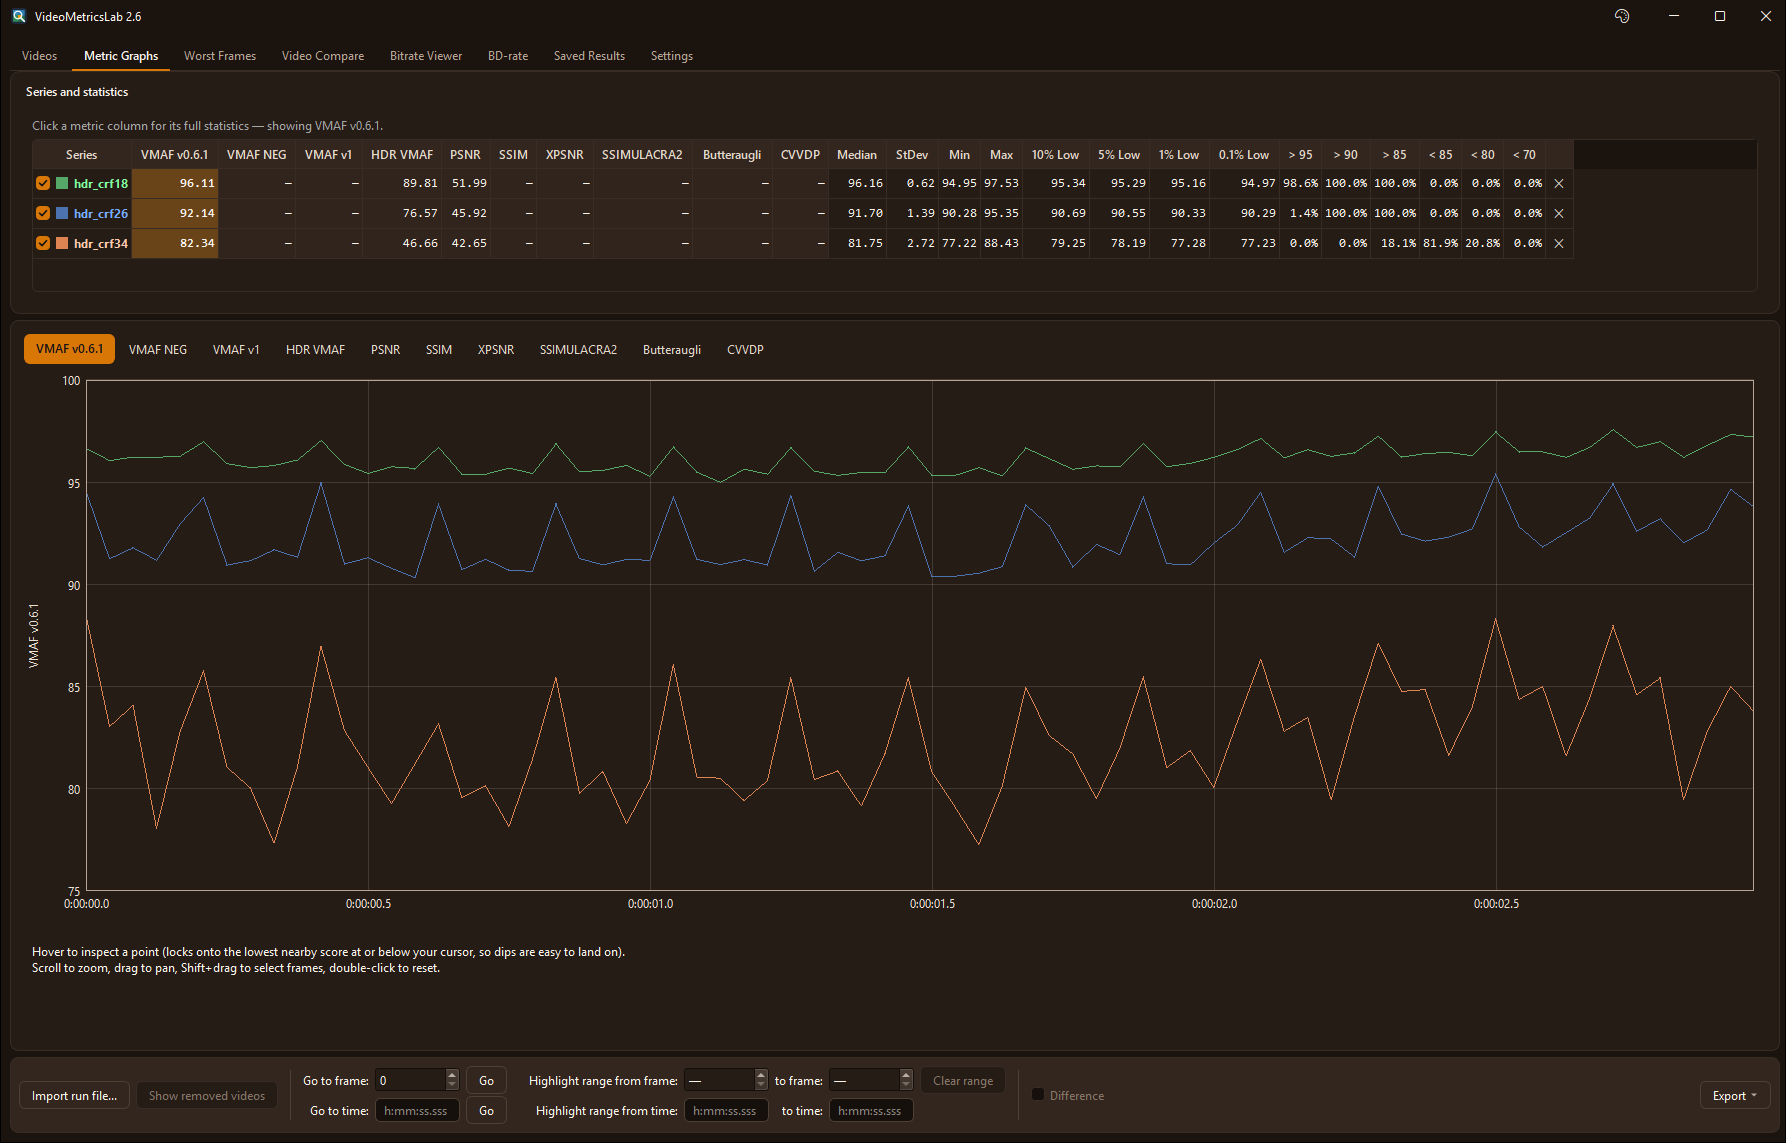 VideoMetricsLab 2.6
Videos Metric Graphs Worst Frames Video Compare Bitrate Viewer BD-rate Saved Results Settings
Series and statistics
Click a metric column for its full statistics — showing VMAF v0.6.1.
Series VMAF v0.6.1 VMAF NEG VMAF v1 HDR VMAF PSNR SSIM XPSNR SSIMULACRA2 Butteraugli CVVDP Median StDev Min Max 10% Low 5% Low 1% Low 0.1% Low > 95 > 90 > 85 < 85 < 80 < 70
hdr_crf18 96.11 – – 89.81 51.99 – – – – – 96.16 0.62 94.95 97.53 95.34 95.29 95.16 94.97 98.6% 100.0% 100.0% 0.0% 0.0% 0.0%
hdr_crf26 92.14 – – 76.57 45.92 – – – – – 91.70 1.39 90.28 95.35 90.69 90.55 90.33 90.29 1.4% 100.0% 100.0% 0.0% 0.0% 0.0%
hdr_crf34 82.34 – – 46.66 42.65 – – – – – 81.75 2.72 77.22 88.43 79.25 78.19 77.28 77.23 0.0% 0.0% 18.1% 81.9% 20.8% 0.0%
VMAF v0.6.1 VMAF NEG VMAF v1 HDR VMAF PSNR SSIM XPSNR SSIMULACRA2 Butteraugli CVVDP
100
95
90
85
80
75
VMAF v0.6.1
0:00:00.0 0:00:00.5 0:00:01.0 0:00:01.5 0:00:02.0 0:00:02.5
Hover to inspect a point (locks onto the lowest nearby score at or below your cursor, so dips are easy to land on).
Scroll to zoom, drag to pan, Shift+drag to select frames, double-click to reset.
Import run file... Show removed videos
Go to frame: 0 Go Highlight range from frame: — to frame: — Clear range
Go to time: h:mm:ss.sss Go Highlight range from time: h:mm:ss.sss to time: h:mm:ss.sss
Difference
Export